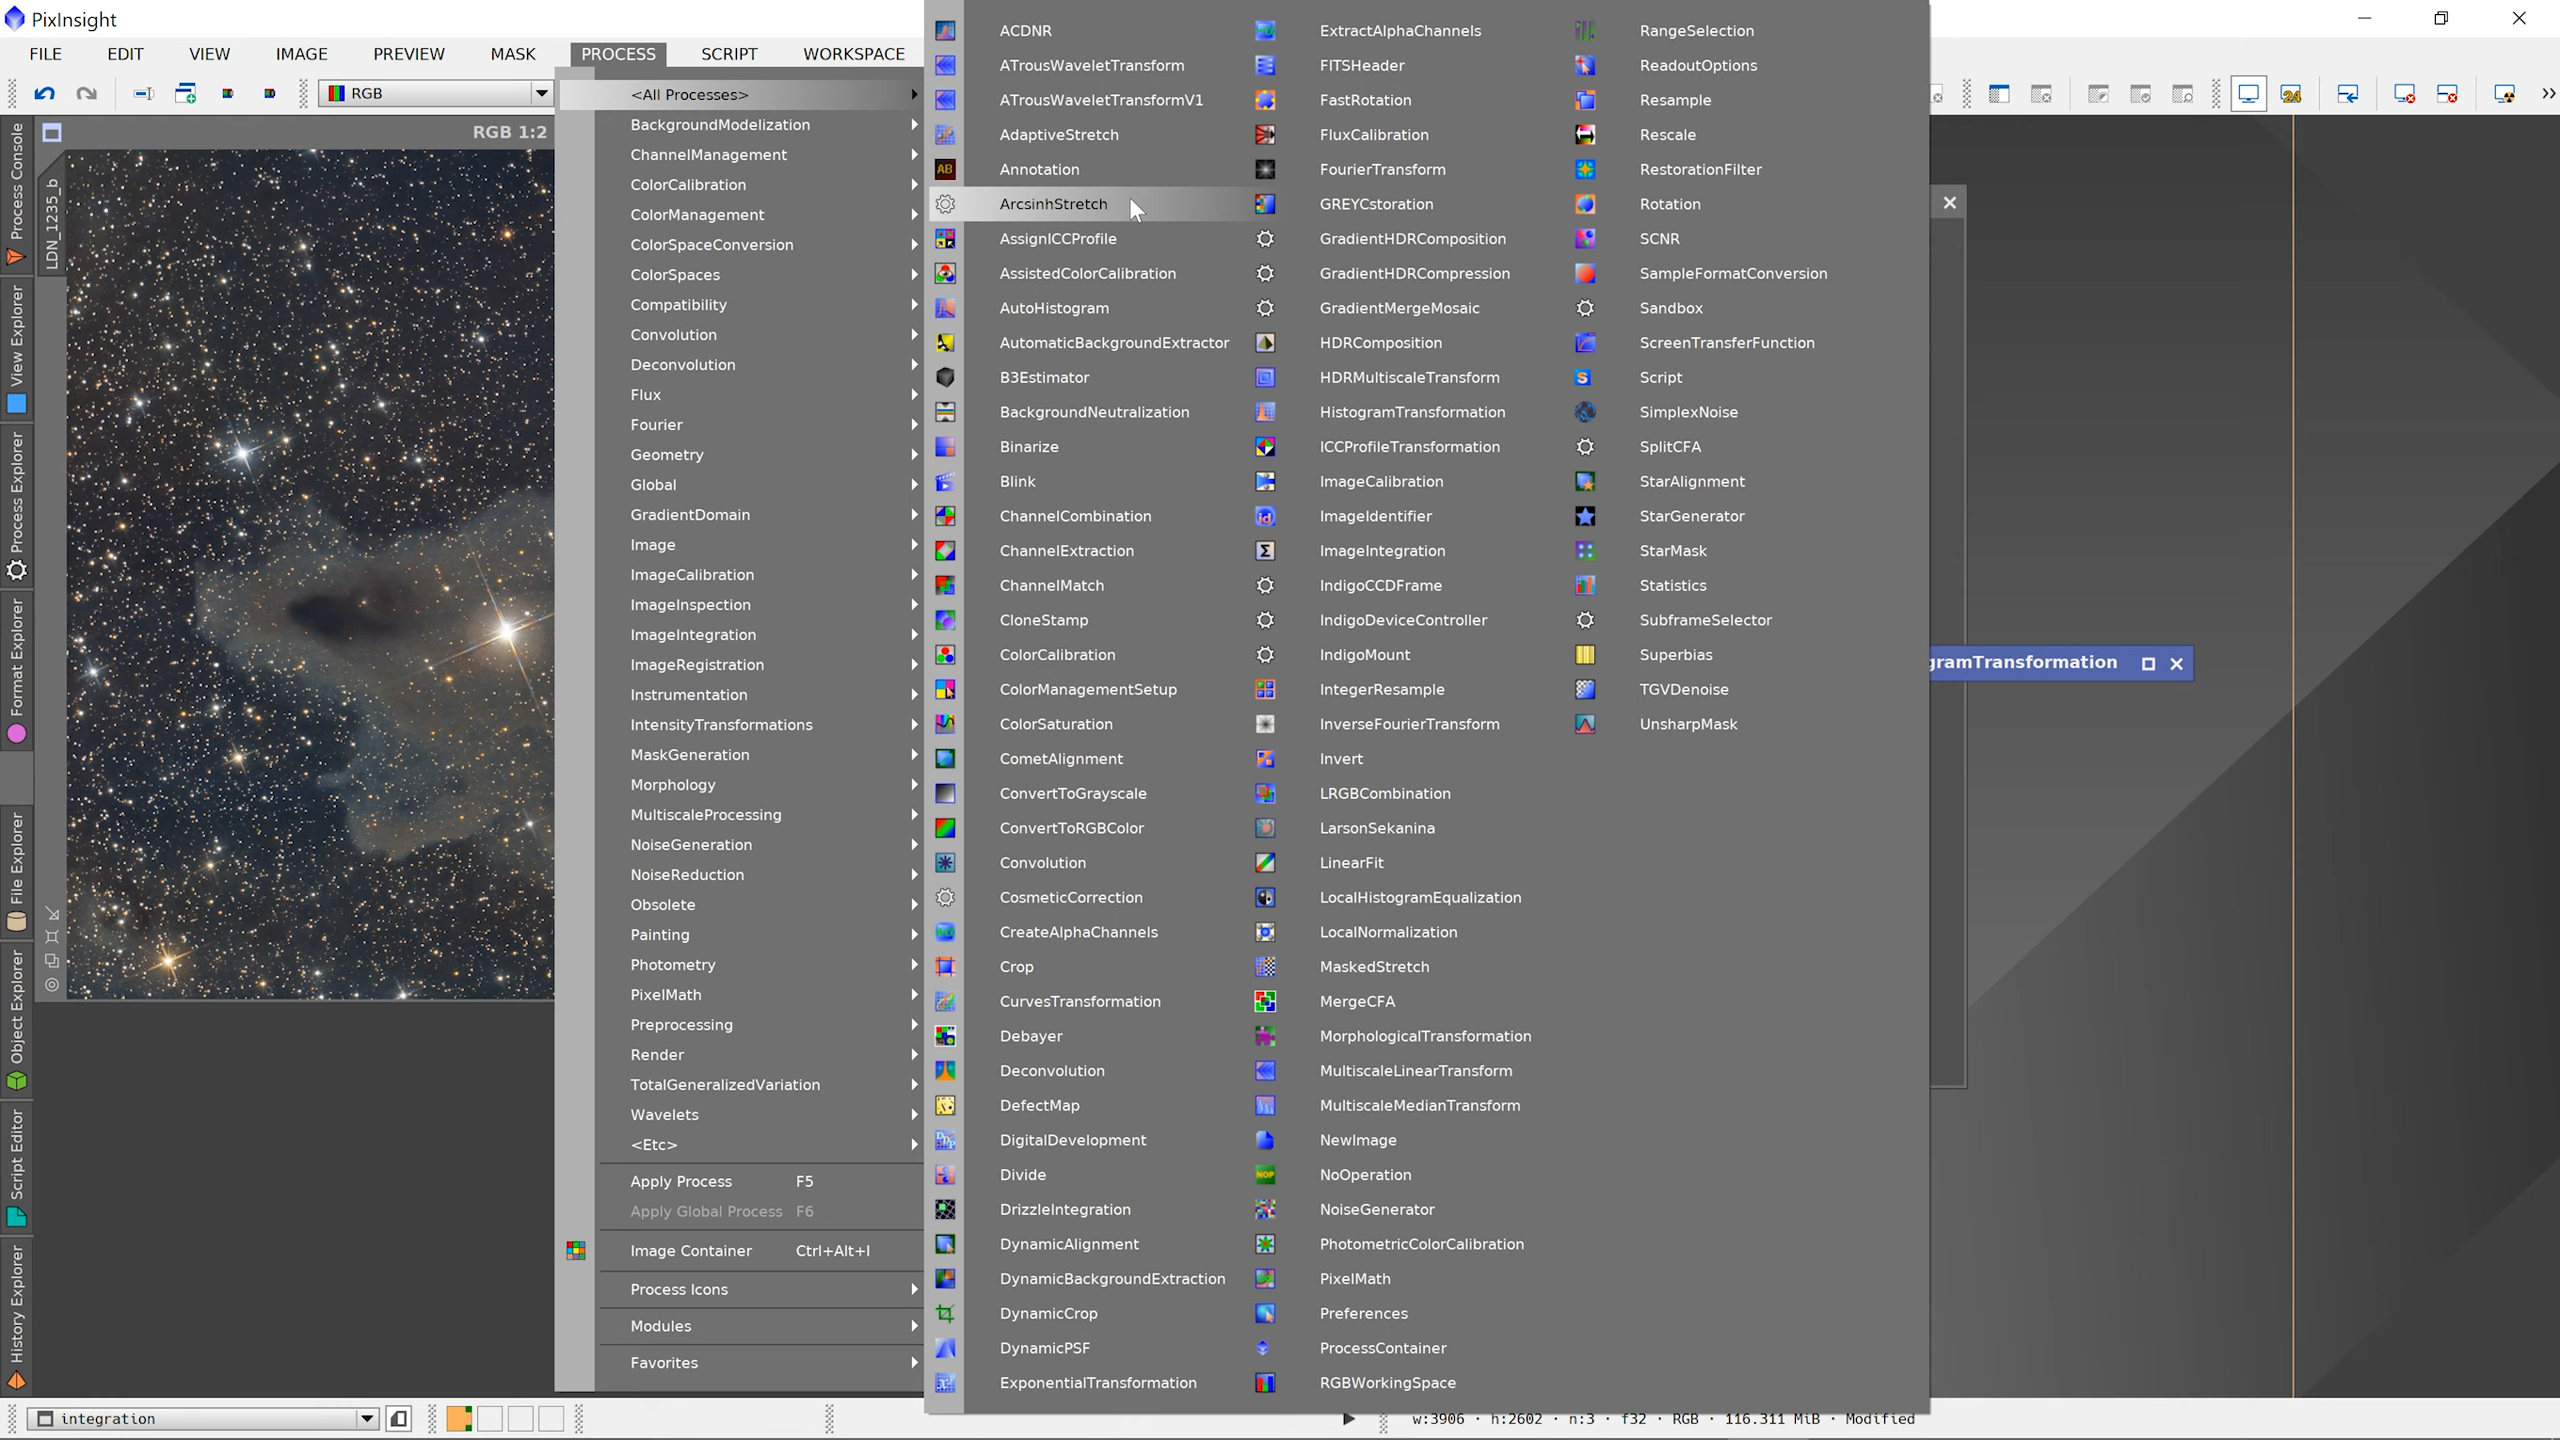 PixInsight
FILE EDIT VIEW IMAGE PREVIEW MASK PROCESS SCRIPT WORKSPACE
RGB
24
RGB 1:2
LDN_1235_b
Process Console
View Explorer
Process Explorer
Format Explorer
File Explorer
Object Explorer
Script Editor
History Explorer
<All Processes>
BackgroundModelization
ChannelManagement
ColorCalibration
ColorManagement
ColorSpaceConversion
ColorSpaces
Compatibility
Convolution
Deconvolution
Flux
Fourier
Geometry
Global
GradientDomain
Image
ImageCalibration
ImageInspection
ImageIntegration
ImageRegistration
Instrumentation
IntensityTransformations
MaskGeneration
Morphology
MultiscaleProcessing
NoiseGeneration
NoiseReduction
Obsolete
Painting
Photometry
PixelMath
Preprocessing
Render
TotalGeneralizedVariation
Wavelets
<Etc>
Apply Process F5
Apply Global Process F6
Image Container Ctrl+Alt+I
Process Icons
Modules
Favorites
ACDNR
ATrousWaveletTransform
ATrousWaveletTransformV1
AdaptiveStretch
AB Annotation
ArcsinhStretch
AssignICCProfile
AssistedColorCalibration
AutoHistogram
AutomaticBackgroundExtractor
B3Estimator
BackgroundNeutralization
Binarize
Blink
ChannelCombination
ChannelExtraction
ChannelMatch
CloneStamp
ColorCalibration
ColorManagementSetup
ColorSaturation
CometAlignment
ConvertToGrayscale
ConvertToRGBColor
Convolution
CosmeticCorrection
CreateAlphaChannels
Crop
CurvesTransformation
Debayer
Deconvolution
DefectMap
DigitalDevelopment
Divide
DrizzleIntegration
DynamicAlignment
DynamicBackgroundExtraction
DynamicCrop
DynamicPSF
ExponentialTransformation
ExtractAlphaChannels
FITSHeader
FastRotation
FluxCalibration
FourierTransform
GREYCstoration
GradientHDRComposition
GradientHDRCompression
GradientMergeMosaic
HDRComposition
HDRMultiscaleTransform
HistogramTransformation
ICCProfileTransformation
ImageCalibration
id ImageIdentifier
Σ ImageIntegration
IndigoCCDFrame
IndigoDeviceController
IndigoMount
IntegerResample
InverseFourierTransform
Invert
LRGBCombination
LarsonSekanina
LinearFit
LocalHistogramEqualization
LocalNormalization
MaskedStretch
MergeCFA
MorphologicalTransformation
MultiscaleLinearTransform
MultiscaleMedianTransform
NewImage
NOP NoOperation
NoiseGenerator
PhotometricColorCalibration
PixelMath
Preferences
ProcessContainer
RGBWorkingSpace
RangeSelection
ReadoutOptions
Resample
Rescale
RestorationFilter
Rotation
SCNR
SampleFormatConversion
Sandbox
ScreenTransferFunction
S Script
SimplexNoise
SplitCFA
StarAlignment
StarGenerator
StarMask
Statistics
SubframeSelector
Superbias
TGVDenoise
UnsharpMask
gramTransformation
integration
w:3906 · h:2602 · n:3 · f32 · RGB · 116.311 MiB · Modified